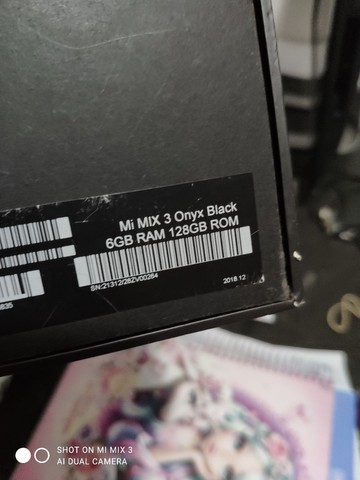 Mi MIX 3 Onyx Black
6GB RAM 128GB ROM
SN:21312/28ZV00264
2018.12
SHOT ON MI MIX 3
AI DUAL CAMERA